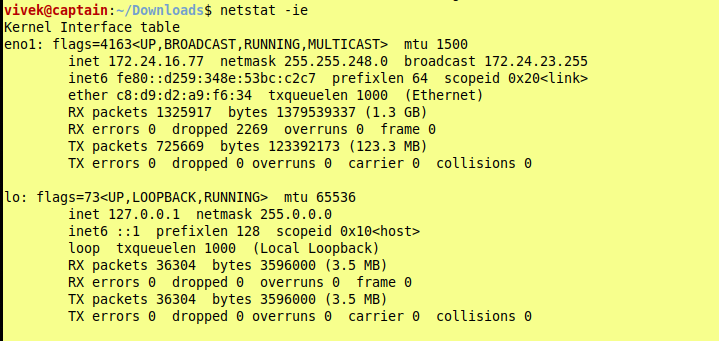 vivek@captain:~/Downloads$ netstat -ie
Kernel Interface table
eno1: flags=4163<UP,BROADCAST,RUNNING,MULTICAST>  mtu 1500
        inet 172.24.16.77  netmask 255.255.248.0  broadcast 172.24.23.255
        inet6 fe80::d259:348e:53bc:c2c7  prefixlen 64  scopeid 0x20<link>
        ether c8:d9:d2:a9:f6:34  txqueuelen 1000  (Ethernet)
        RX packets 1325917  bytes 1379539337 (1.3 GB)
        RX errors 0  dropped 2269  overruns 0  frame 0
        TX packets 725669  bytes 123392173 (123.3 MB)
        TX errors 0  dropped 0 overruns 0  carrier 0  collisions 0

lo: flags=73<UP,LOOPBACK,RUNNING>  mtu 65536
        inet 127.0.0.1  netmask 255.0.0.0
        inet6 ::1  prefixlen 128  scopeid 0x10<host>
        loop  txqueuelen 1000  (Local Loopback)
        RX packets 36304  bytes 3596000 (3.5 MB)
        RX errors 0  dropped 0  overruns 0  frame 0
        TX packets 36304  bytes 3596000 (3.5 MB)
        TX errors 0  dropped 0 overruns 0  carrier 0  collisions 0